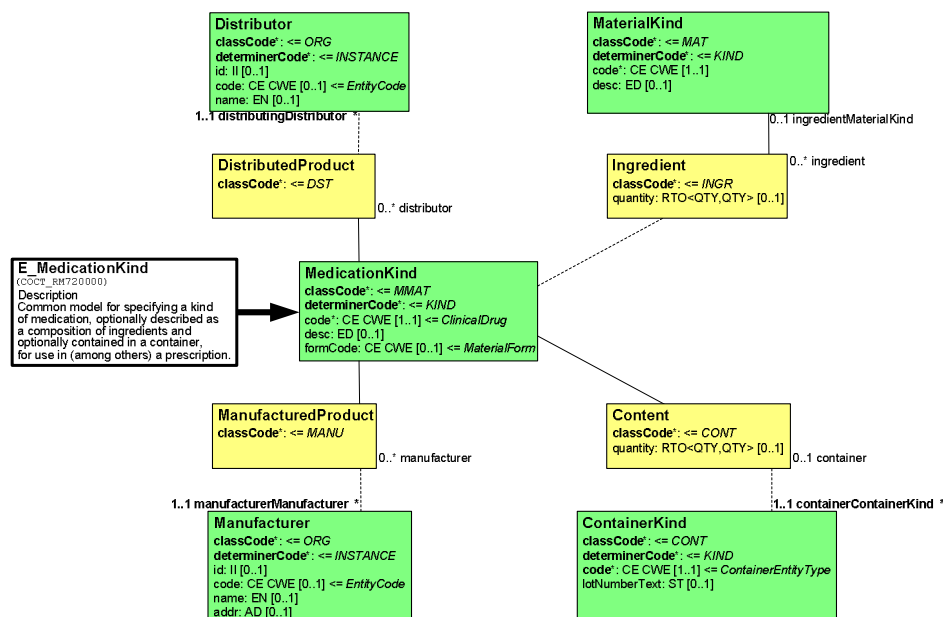 Distributor
classCode*: <= ORG
determinerCode*: <= INSTANCE
id: II [0..1]
code: CE CWE [0..1] <= EntityCode
name: EN [0..1]
1..1 distributingDistributor *
MaterialKind
classCode*: <= MAT
determinerCode*: <= KIND
code*: CE CWE [1..1]
desc: ED [0..1]
0..1 ingredientMaterialKind
DistributedProduct
classCode*: <= DST
0..* distributor
Ingredient
classCode*: <= INGR
quantity: RTO<QTY,QTY> [0..1]
0..* ingredient
E_MedicationKind
(COCT_RM720000)
Description
Common model for specifying a kind
of medication, optionally described as
a composition of ingredients and
optionally contained in a container,
for use in (among others) a prescription.
MedicationKind
classCode*: <= MMAT
determinerCode*: <= KIND
code*: CE CWE [1..1] <= ClinicalDrug
desc: ED [0..1]
formCode: CE CWE [0..1] <= MaterialForm
ManufacturedProduct
classCode*: <= MANU
0..* manufacturer
Content
classCode*: <= CONT
quantity: RTO<QTY,QTY> [0..1]
0..1 container
1..1 manufacturerManufacturer *
Manufacturer
classCode*: <= ORG
determinerCode*: <= INSTANCE
id: II [0..1]
code: CE CWE [0..1] <= EntityCode
name: EN [0..1]
addr: AD [0..1]
1..1 containerContainerKind *
ContainerKind
classCode*: <= CONT
determinerCode*: <= KIND
code*: CE CWE [1..1] <= ContainerEntityType
lotNumberText: ST [0..1]